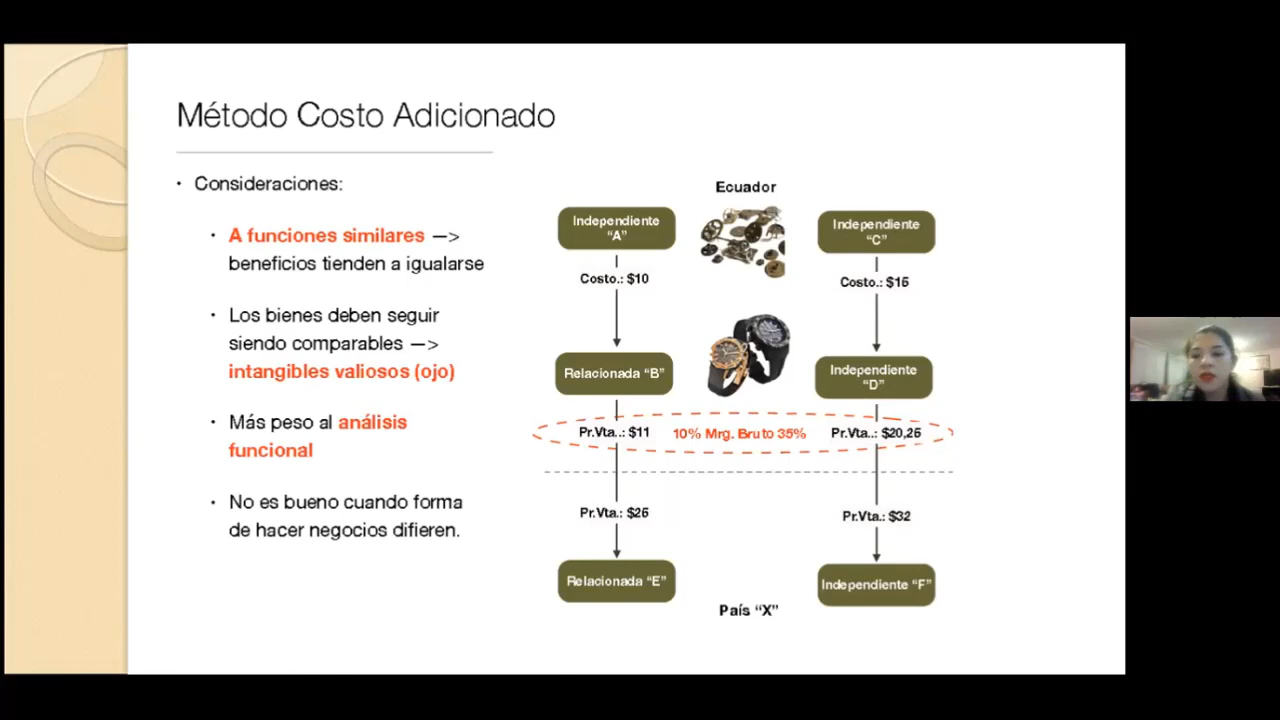 Método Costo Adicionado
• Consideraciones:
• A funciones similares —>
beneficios tienden a igualarse
• Los bienes deben seguir
siendo comparables —>
intangibles valiosos (ojo)
• Más peso al análisis
funcional
• No es bueno cuando forma
de hacer negocios difieren.
Ecuador
Independiente
“A”
Costo.: $10
Relacionada “B”
Pr.Vta..: $11
10% Mrg. Bruto 35%
Pr.Vta.: $25
Relacionada “E”
Independiente
“C”
Costo.: $15
Independiente
“D”
Pr.Vta..: $20,25
Pr.Vta.: $32
Independiente “F”
País “X”